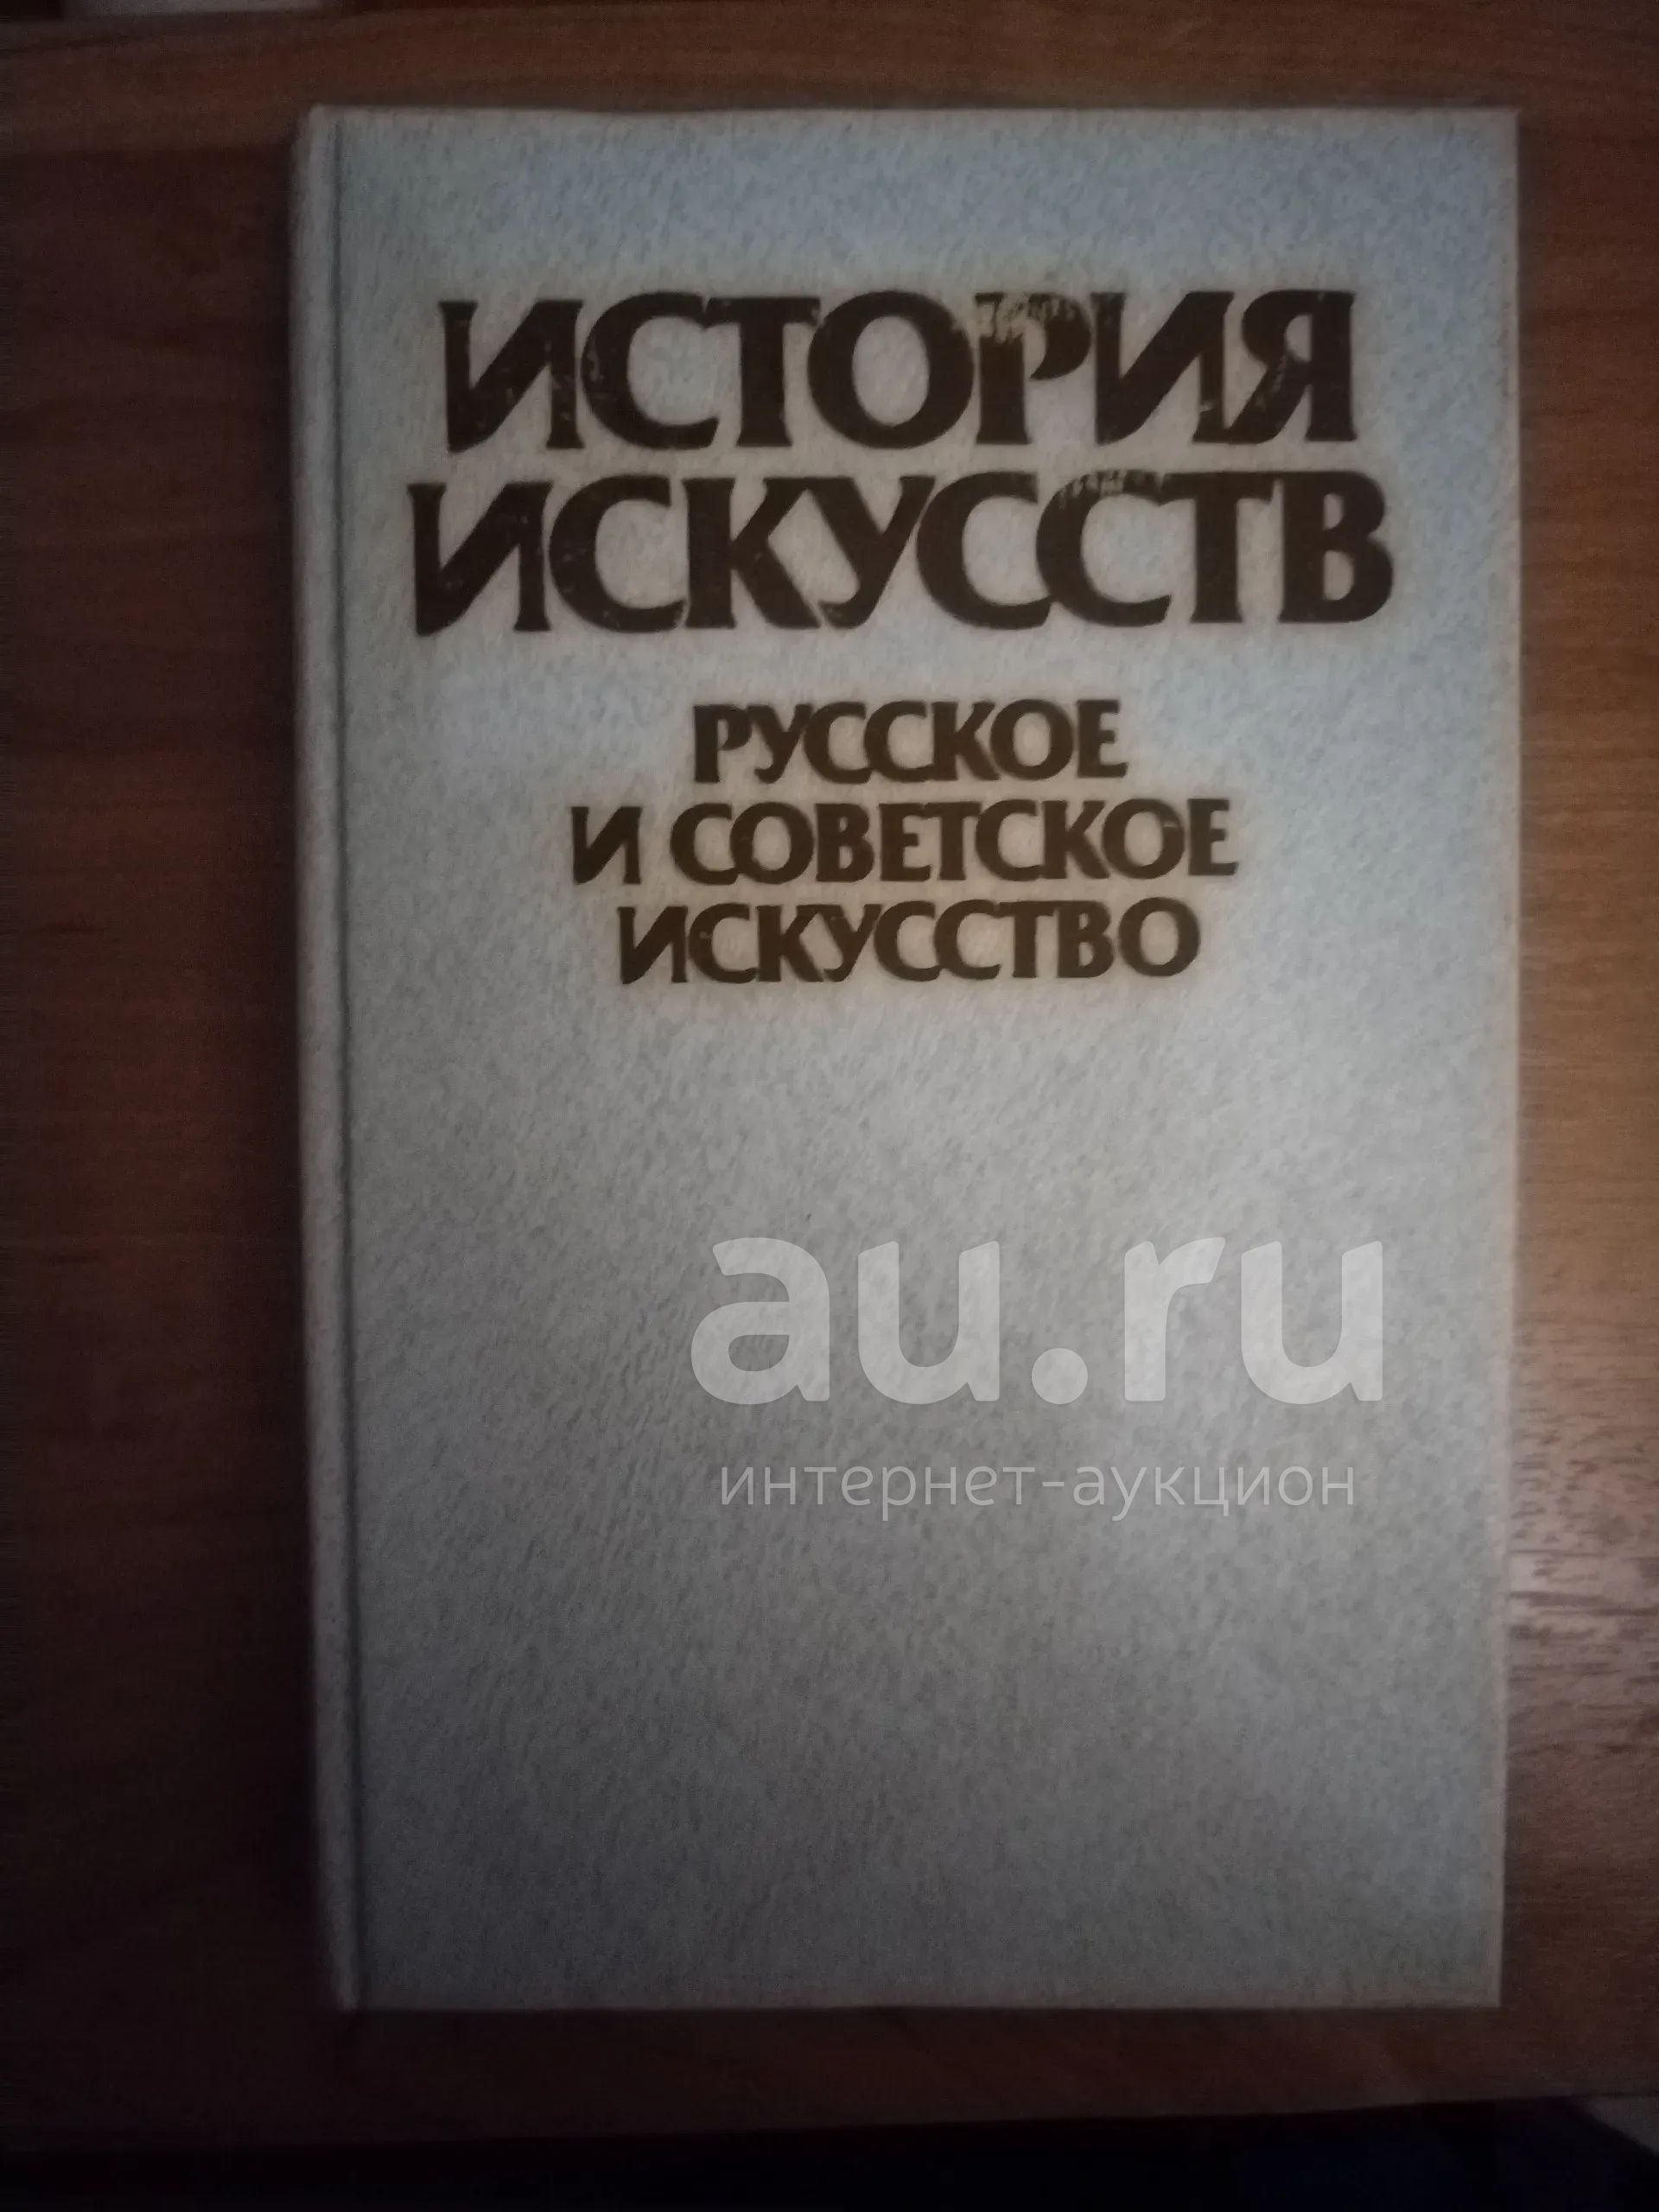 ИСТОРИЯ
ИСКУССТВ
РУССКОЕ
И СОВЕТСКОЕ
ИСКУССТВО
au.ru
интернет-аукцион